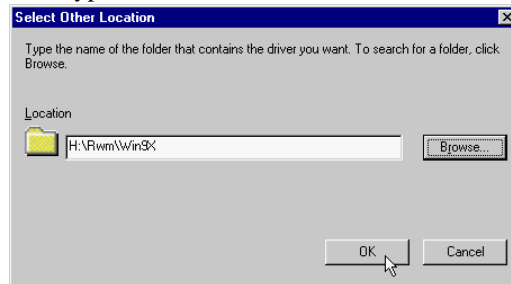 Select Other Location
Type the name of the folder that contains the driver you want. To search for a folder, click
Browse.
Location
H:\Rwm\Win9X
Browse...
OK
Cancel